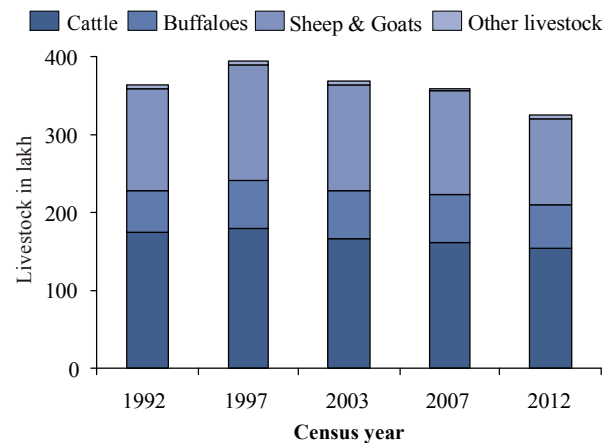 Cattle Buffaloes Sheep & Goats Other livestock
400
300
200
100
0
Livestock in lakh
1992 1997 2003 2007 2012
Census year